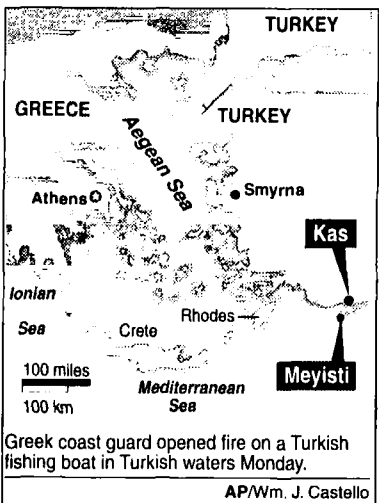 TURKEY
GREECE
TURKEY
Aegean Sea
Athens
Smyrna
Kas
Ionian
Sea
Rhodes
Crete
Meyisti
100 miles
100 km
Mediterranean
Sea
Greek coast guard opened fire on a Turkish
fishing boat in Turkish waters Monday.
AP/Wm. J. Castello